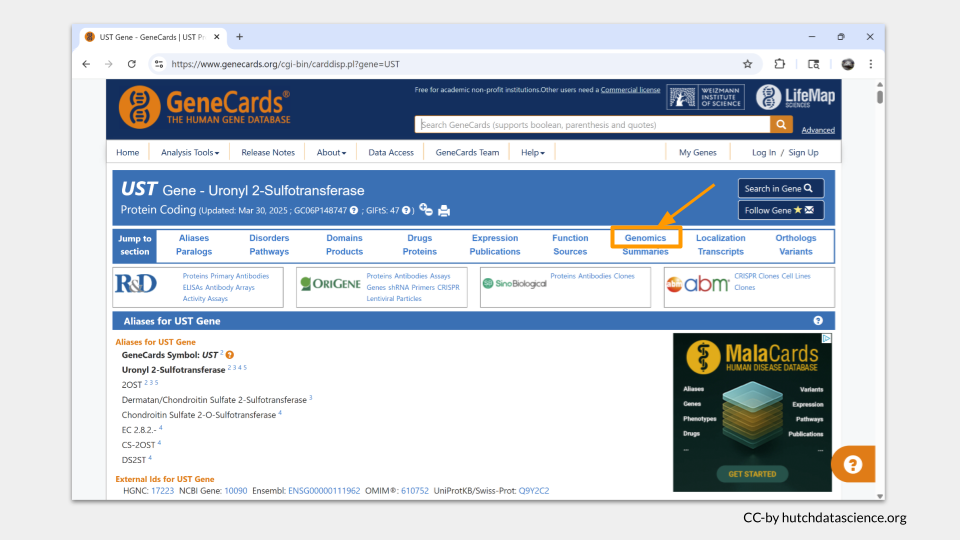 UST Gene - GeneCards | UST Pr
https://www.genecards.org/cgi-bin/carddisp.pl?gene=UST
Free for academic non-profit institutions.Other users need a Commercial license
WEIZMANN
INSTITUTE
OF SCIENCE
LifeMap
SCIENCES
GeneCards®
THE HUMAN GENE DATABASE
Search GeneCards (supports boolean, parenthesis and quotes)
Advanced
Home Analysis Tools Release Notes About Data Access GeneCards Team Help My Genes Log In / Sign Up
UST Gene - Uronyl 2-Sulfotransferase
Search in Gene
Protein Coding (Updated: Mar 30, 2025 ; GC06P148747 ? ; GIFtS: 47 ? )
Follow Gene
Jump to section
Aliases Disorders Domains Drugs Expression Function Genomics Localization Orthologs
Paralogs Pathways Products Proteins Publications Sources Summaries Transcripts Variants
R&D
Proteins Primary Antibodies
ELISAs Antibody Arrays
Activity Assays
ORIGENE
Proteins Antibodies Assays
Genes shRNA Primers CRISPR
Lentiviral Particles
Sino Biological
Proteins Antibodies Clones
abm
CRISPR Clones Cell Lines
Clones
Aliases for UST Gene ?
Aliases for UST Gene
GeneCards Symbol: UST 2 ?
Uronyl 2-Sulfotransferase 2 3 4 5
2OST 2 3 5
Dermatan/Chondroitin Sulfate 2-Sulfotransferase 3
Chondroitin Sulfate 2-O-Sulfotransferase 4
EC 2.8.2.- 4
CS-2OST 4
DS2ST 4
External Ids for UST Gene
HGNC: 17223 NCBI Gene: 10090 Ensembl: ENSG00000111962 OMIM®: 610752 UniProtKB/Swiss-Prot: Q9Y2C2
MalaCards
HUMAN DISEASE DATABASE
Aliases Variants
Genes Expression
Phenotypes Pathways
Drugs Publications
... ...
GET STARTED
?
CC-by hutchdatascience.org